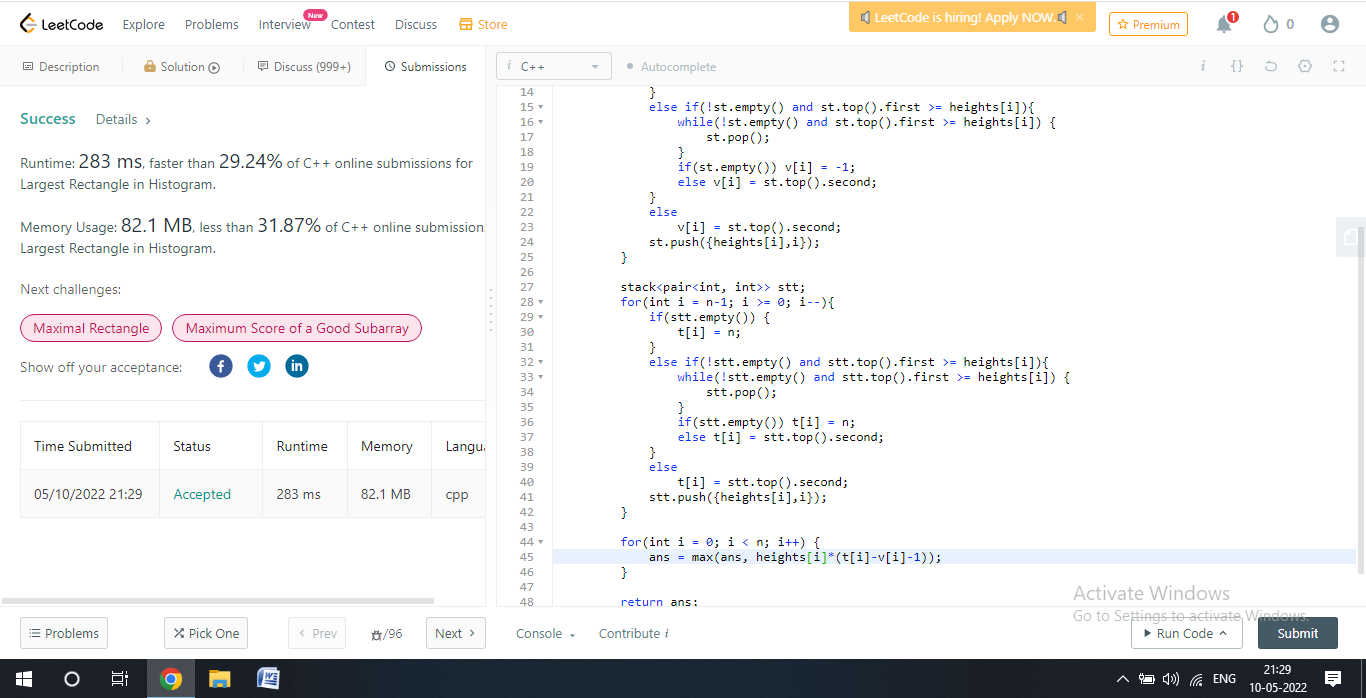 LeetCode Explore Problems Interview New Contest Discuss Store
LeetCode is hiring! Apply NOW.
Premium 1 0
Description Solution Discuss (999+) Submissions
i C++ Autocomplete i {}
Success Details >
Runtime: 283 ms, faster than 29.24% of C++ online submissions for
Largest Rectangle in Histogram.
Memory Usage: 82.1 MB, less than 31.87% of C++ online submission
Largest Rectangle in Histogram.
Next challenges:
Maximal Rectangle Maximum Score of a Good Subarray
Show off your acceptance:
Time Submitted Status Runtime Memory Langu
05/10/2022 21:29 Accepted 283 ms 82.1 MB cpp
14 }
15 else if(!st.empty() and st.top().first >= heights[i]){
16 while(!st.empty() and st.top().first >= heights[i]) {
17 st.pop();
18 }
19 if(st.empty()) v[i] = -1;
20 else v[i] = st.top().second;
21 }
22 else
23 v[i] = st.top().second;
24 st.push({heights[i],i});
25 }
26
27 stack<pair<int, int>> stt;
28 for(int i = n-1; i >= 0; i--){
29 if(stt.empty()) {
30 t[i] = n;
31 }
32 else if(!stt.empty() and stt.top().first >= heights[i]){
33 while(!stt.empty() and stt.top().first >= heights[i]) {
34 stt.pop();
35 }
36 if(stt.empty()) t[i] = n;
37 else t[i] = stt.top().second;
38 }
39 else
40 t[i] = stt.top().second;
41 stt.push({heights[i],i});
42 }
43
44 for(int i = 0; i < n; i++) {
45 ans = max(ans, heights[i]*(t[i]-v[i]-1));
46 }
47
48 return ans;
Activate Windows
Go to Settings to activate Windows.
Problems Pick One < Prev /96 Next > Console Contribute i Run Code Submit
ENG
21:29
10-05-2022